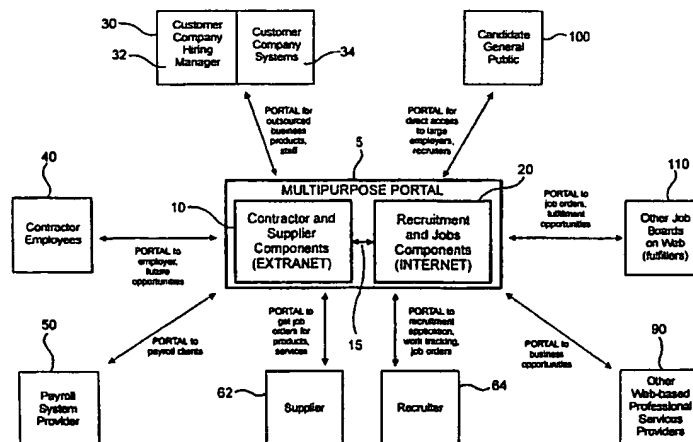 30
32
Customer
Company
Hiring
Manager
Customer
Company
Systems
34
Candidate
General
Public
100
PORTAL for
outsourced
business
products,
staff
PORTAL for
direct access
to large
employers,
recruiters
40
Contractor
Employees
5
MULTIPURPOSE PORTAL
20
10
Contractor and
Supplier
Components
(EXTRANET)
Recruitment
and Jobs
Components
(INTERNET)
15
PORTAL to
job orders,
fulfillment
opportunities
110
Other Job
Boards
on Web
(fulfillers)
PORTAL to
employer,
future
opportunities
50
PORTAL to
payroll clients
PORTAL to
get job
orders for
products,
services
PORTAL to
recruitment
application,
work tracking,
job orders
PORTAL to
business
opportunities
90
Payroll
System
Provider
62
Supplier
Recruiter
64
Other
Web-based
Professional
Services
Providers